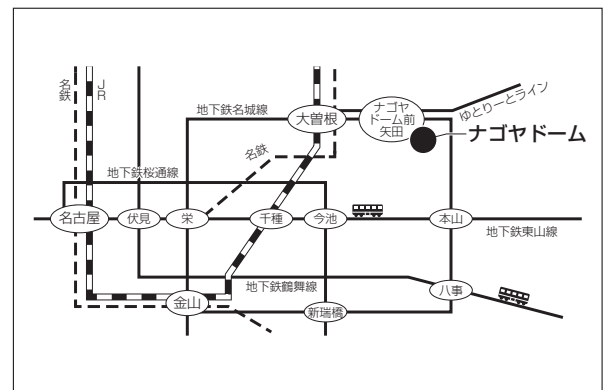 名鉄
JR
地下鉄名城線
大曽根
ナゴヤ
ドーム前
矢田
ゆとりーとライン
ナゴヤドーム
名鉄
地下鉄桜通線
名古屋
伏見
栄
千種
今池
本山
地下鉄東山線
地下鉄鶴舞線
八事
金山
新瑞橋